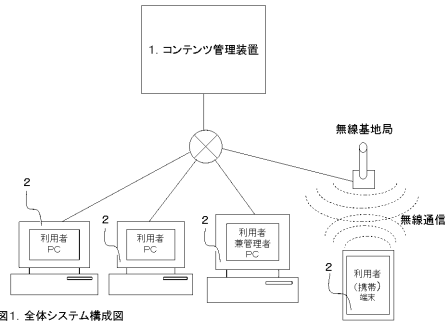 1. コンテンツ管理装置
無線基地局
2
2
2
無線通信
利用者
PC
利用者
PC
利用者
兼管理者
PC
2
利用者
(携帯)
端末
図1. 全体システム構成図